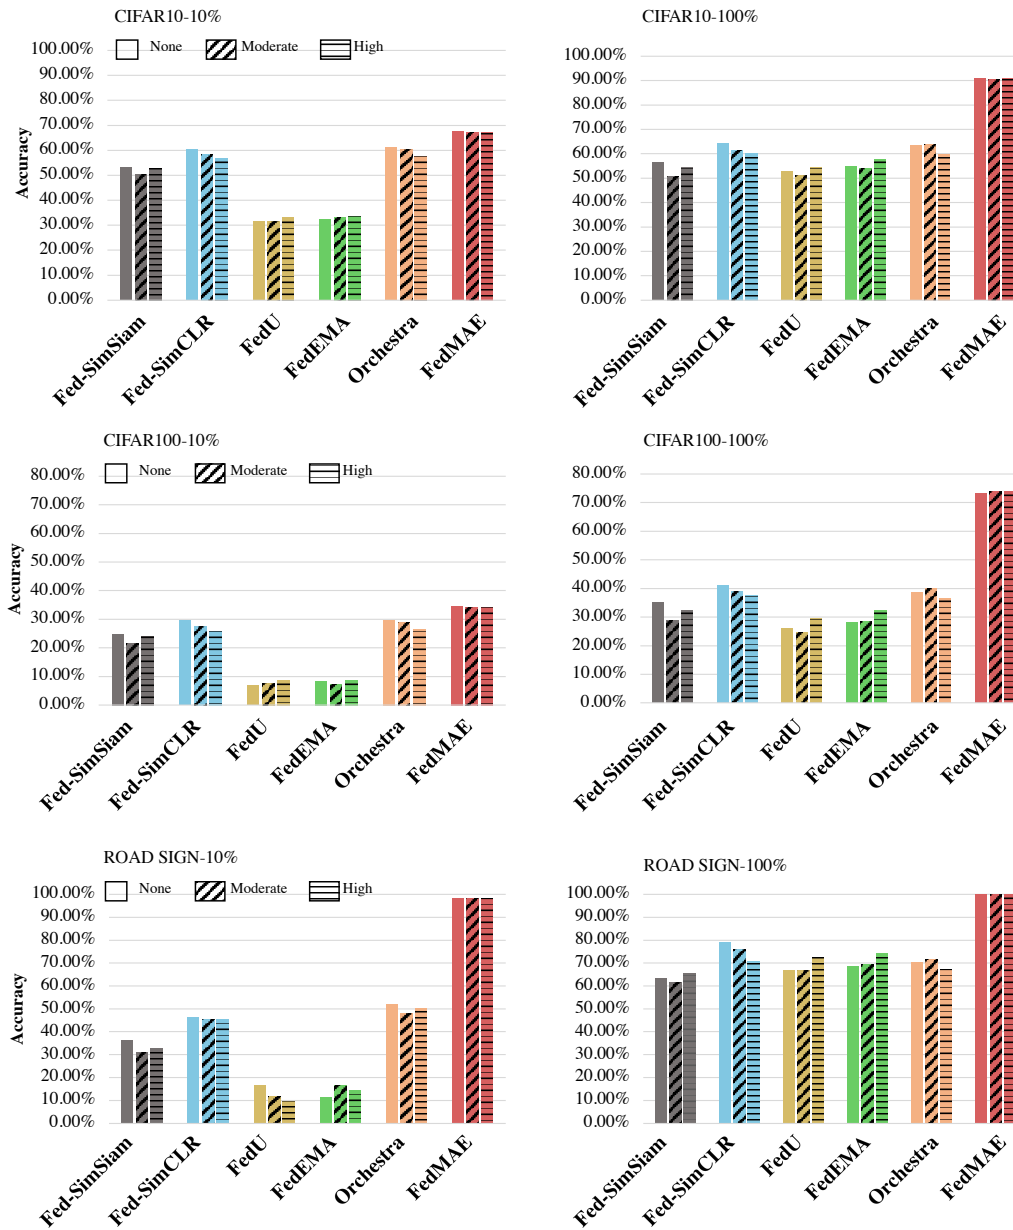 CIFAR10-10%
None Moderate High
100.00%
90.00%
80.00%
70.00%
60.00%
50.00%
40.00%
30.00%
20.00%
10.00%
0.00%
Accuracy
Fed-SimSiam
Fed-SimCLR
FedU
FedEMA
Orchestra
FedMAE
CIFAR10-100%
100.00%
90.00%
80.00%
70.00%
60.00%
50.00%
40.00%
30.00%
20.00%
10.00%
0.00%
Fed-SimSiam
Fed-SimCLR
FedU
FedEMA
Orchestra
FedMAE
CIFAR100-10%
None Moderate High
80.00%
70.00%
60.00%
50.00%
40.00%
30.00%
20.00%
10.00%
0.00%
Accuracy
Fed-SimSiam
Fed-SimCLR
FedU
FedEMA
Orchestra
FedMAE
CIFAR100-100%
80.00%
70.00%
60.00%
50.00%
40.00%
30.00%
20.00%
10.00%
0.00%
Fed-SimSiam
Fed-SimCLR
FedU
FedEMA
Orchestra
FedMAE
ROAD SIGN-10%
None Moderate High
100.00%
90.00%
80.00%
70.00%
60.00%
50.00%
40.00%
30.00%
20.00%
10.00%
0.00%
Accuracy
Fed-SimSiam
Fed-SimCLR
FedU
FedEMA
Orchestra
FedMAE
ROAD SIGN-100%
100.00%
90.00%
80.00%
70.00%
60.00%
50.00%
40.00%
30.00%
20.00%
10.00%
0.00%
Fed-SimSiam
Fed-SimCLR
FedU
FedEMA
Orchestra
FedMAE